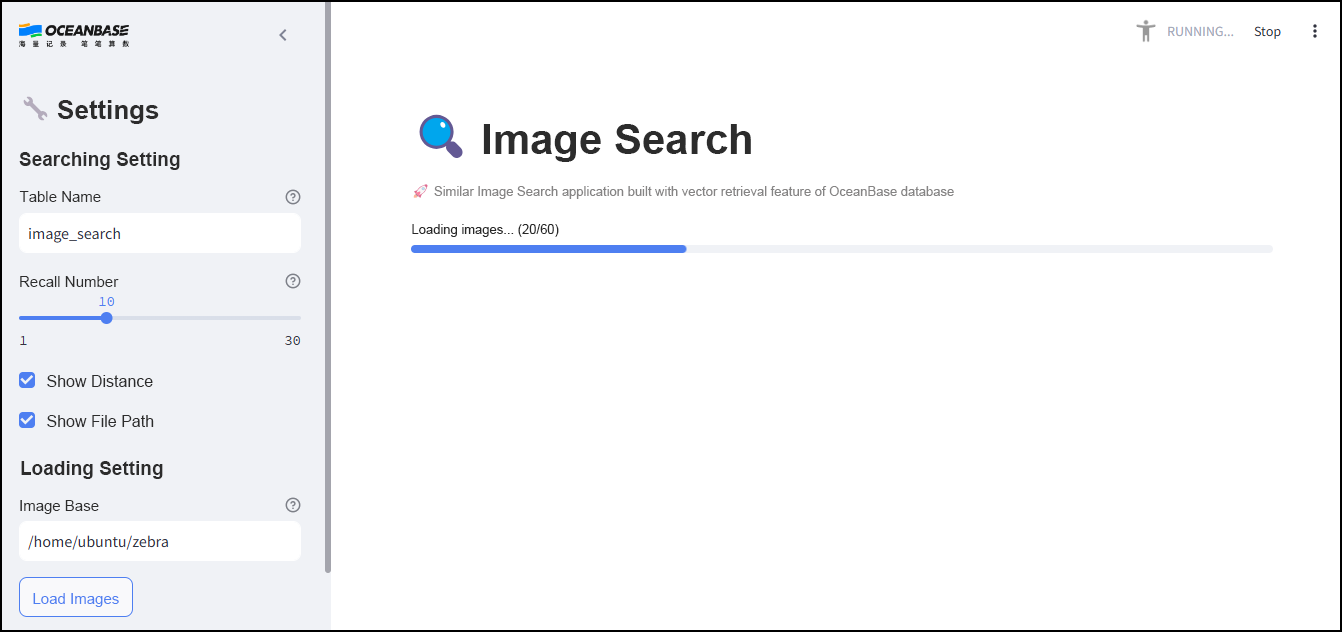 OCEANBASE
海量记录 笔笔算数
RUNNING...
Stop
Settings
Searching Setting
Table Name
image_search
Recall Number
10
1
30
Show Distance
Show File Path
Loading Setting
Image Base
/home/ubuntu/zebra
Load Images
Image Search
Similar Image Search application built with vector retrieval feature of OceanBase database
Loading images... (20/60)